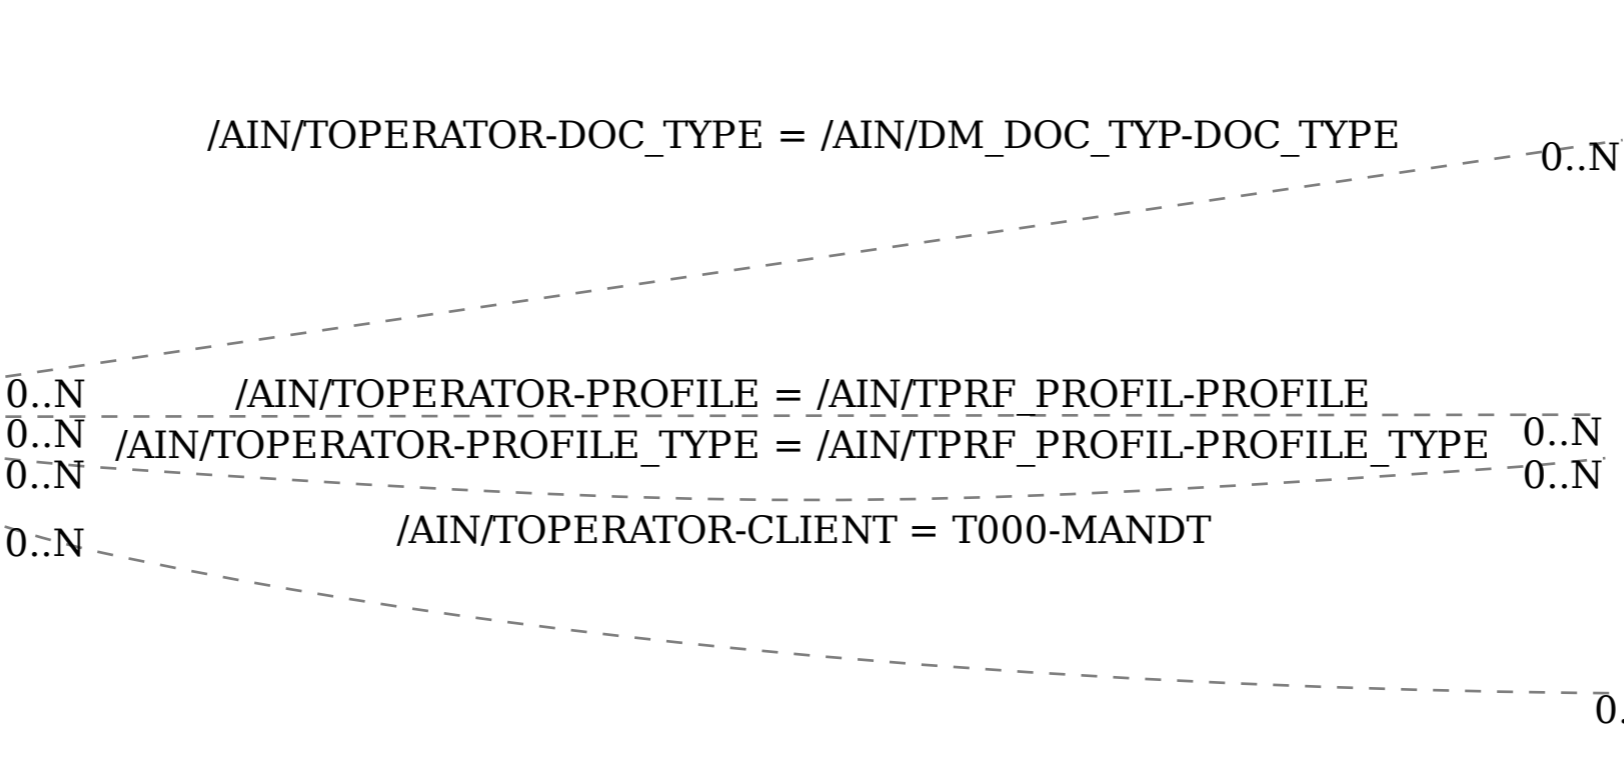 /AIN/TOPERATOR-DOC_TYPE = /AIN/DM_DOC_TYP-DOC_TYPE
0..N
0..N
/AIN/TOPERATOR-PROFILE = /AIN/TPRF_PROFIL-PROFILE
0..N
0..N
/AIN/TOPERATOR-PROFILE_TYPE = /AIN/TPRF_PROFIL-PROFILE_TYPE
0..N
0..N
/AIN/TOPERATOR-CLIENT = T000-MANDT
0..N
0.